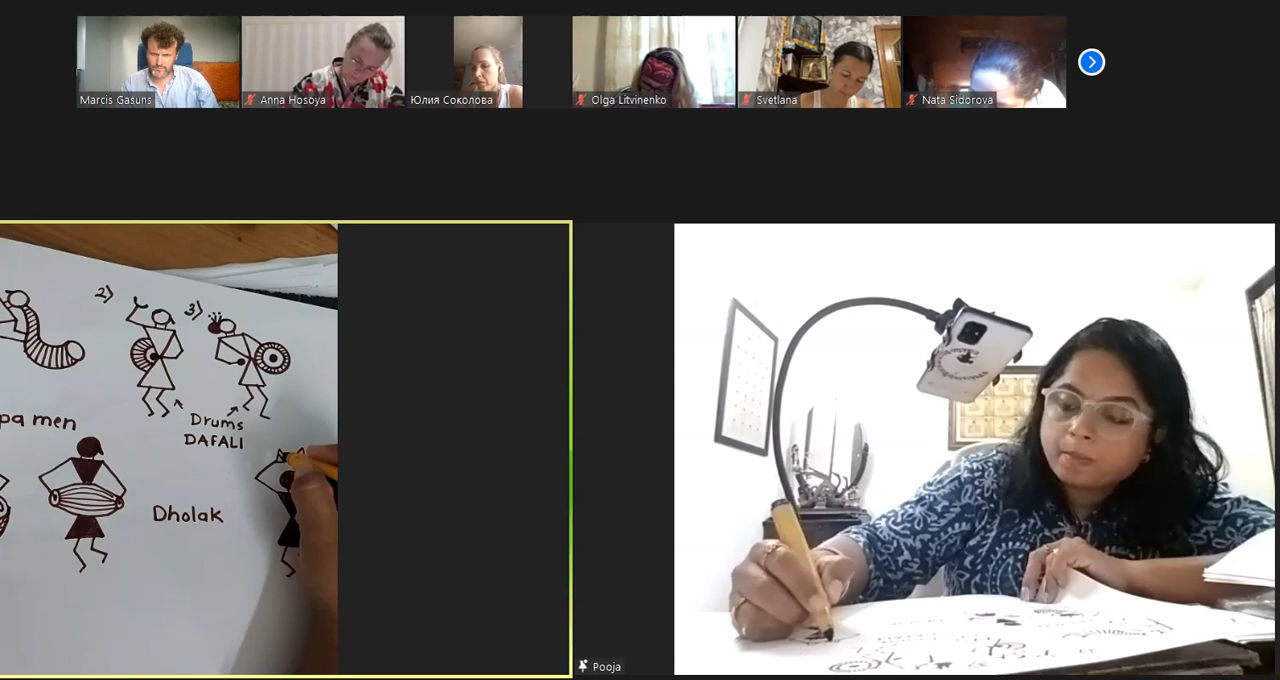 Marcis Gasuns
Anna Hosoya
Юлия Соколова
Olga Litvinenko
Svetlana
Nata Sidorova
2)
3)
pa men
Drums
DAFALI
Dholak
Pooja